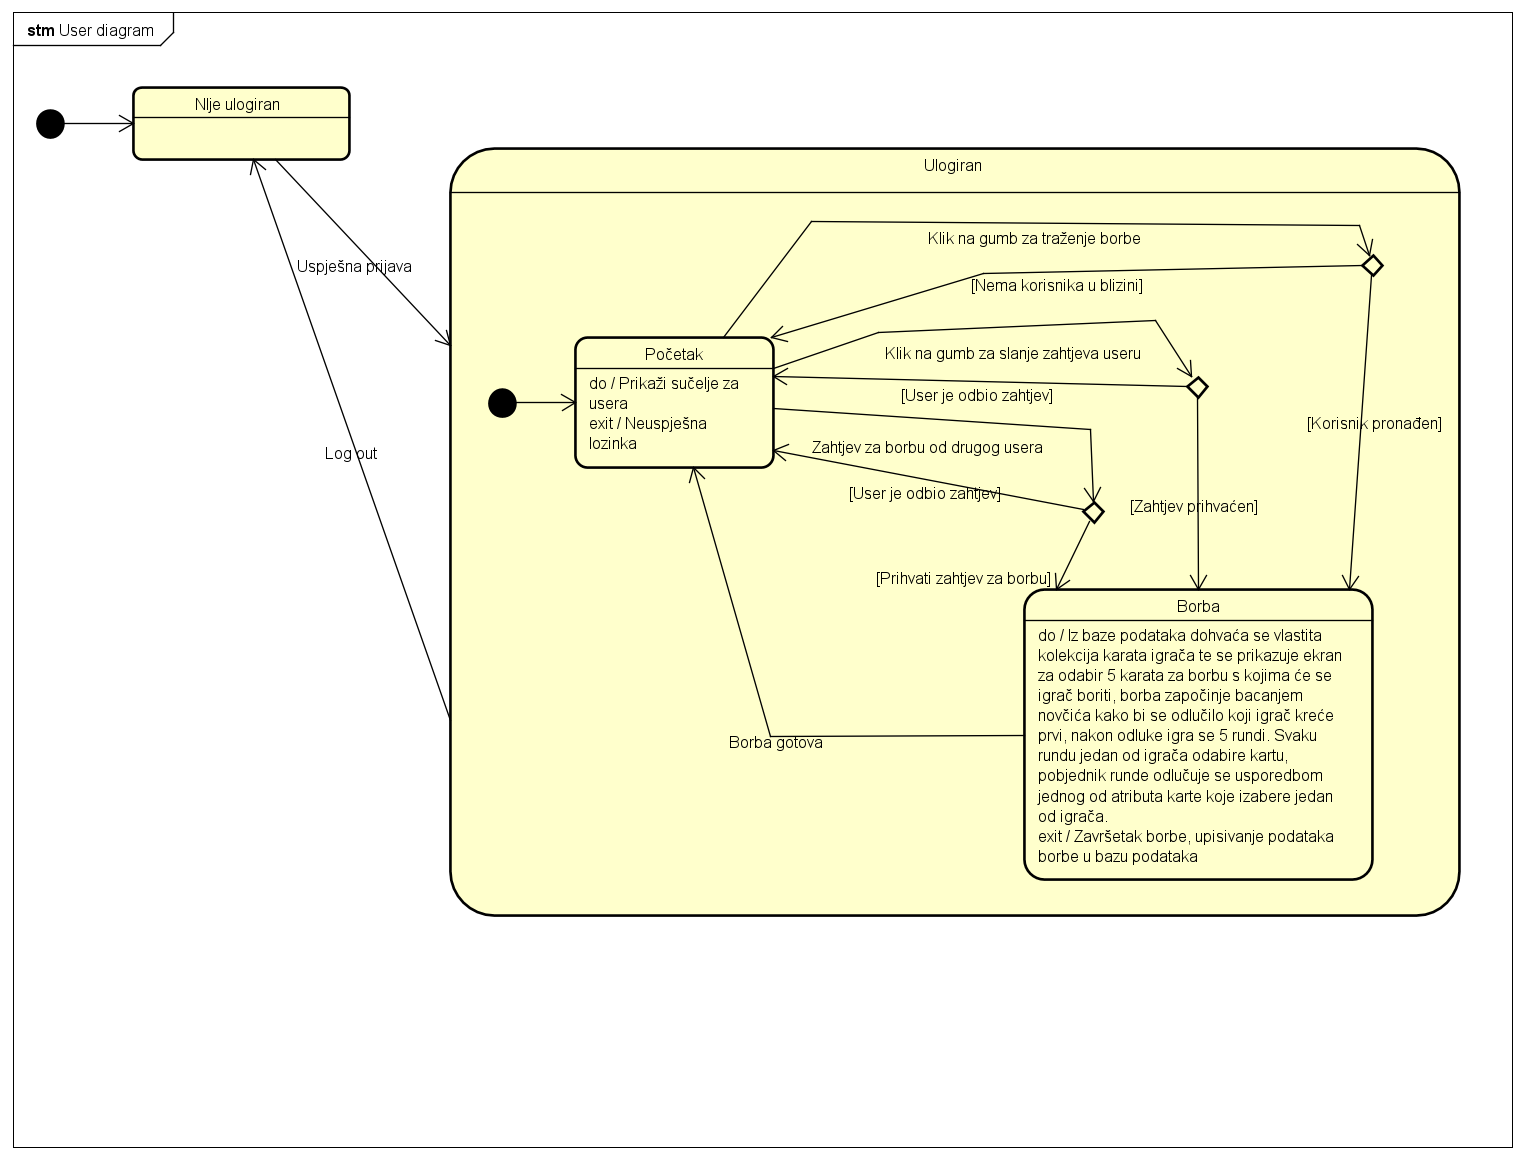 stm User diagram
NIje ulogiran
Ulogiran
Klik na gumb za traženje borbe
Uspješna prijava
[Nema korisnika u blizini]
Početak
Klik na gumb za slanje zahtjeva useru
do / Prikaži sučelje za
usera
exit / Neuspješna
lozinka
[User je odbio zahtjev]
[Korisnik pronađen]
Zahtjev za borbu od drugog usera
Log out
[User je odbio zahtjev]
[Zahtjev prihvaćen]
[Prihvati zahtjev za borbu]
Borba
do / Iz baze podataka dohvaća se vlastita
kolekcija karata igrača te se prikazuje ekran
za odabir 5 karata za borbu s kojima će se
igrač boriti, borba započinje bacanjem
novčića kako bi se odlučilo koji igrač kreće
prvi, nakon odluke igra se 5 rundi. Svaku
rundu jedan od igrača odabire kartu,
pobjednik runde odlučuje se usporedbom
jednog od atributa karte koje izabere jedan
od igrača.
exit / Završetak borbe, upisivanje podataka
borbe u bazu podataka
Borba gotova